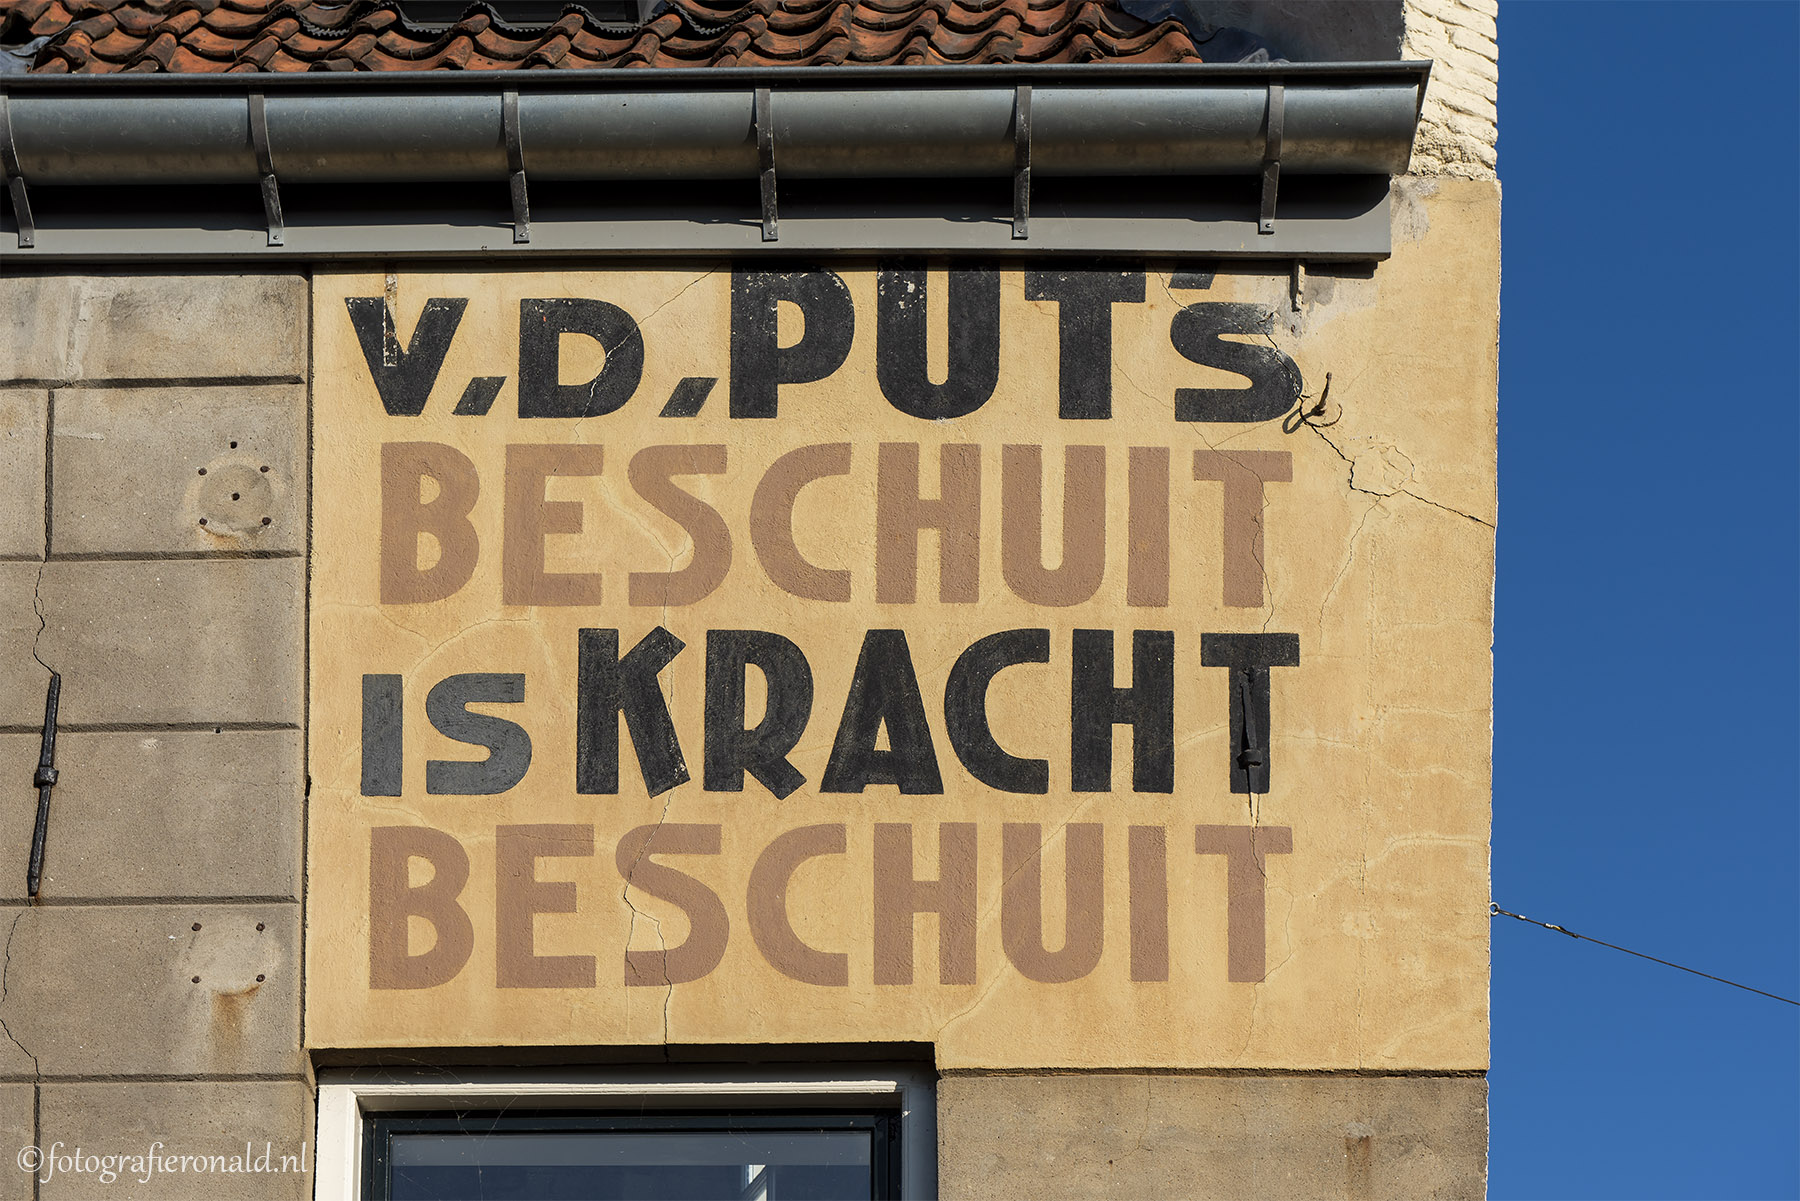 V.D. PUT'S
BESCHUIT
IS KRACHT
BESCHUIT
©fotografieronald.nl